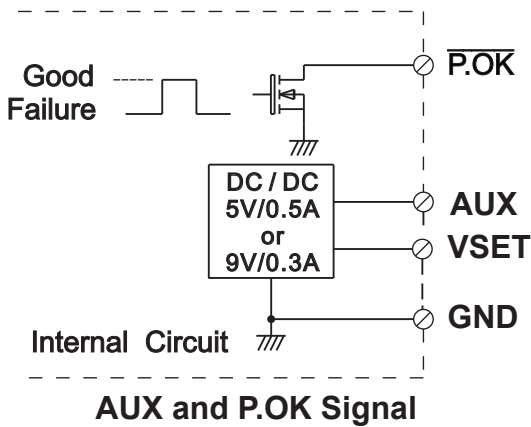 Good
Failure
P.OK
DC / DC
5V/0.5A
or
9V/0.3A
AUX
VSET
GND
Internal Circuit
AUX and P.OK Signal